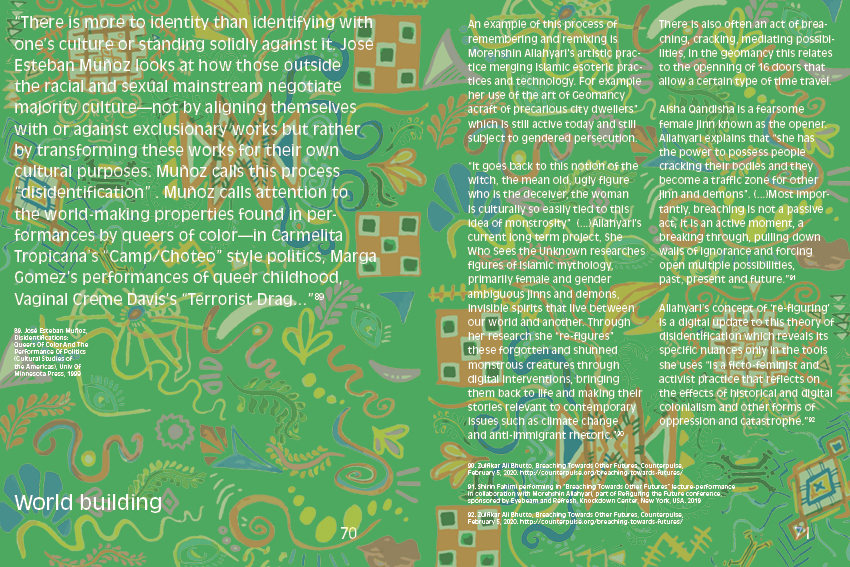 "There is more to identity than identifying with
one's culture or standing solidly against it. José
Esteban Muñoz looks at how those outside
the racial and sexual mainstream negotiate
majority culture—not by aligning themselves
with or against exclusionary works but rather
by transforming these works for their own
cultural purposes. Muñoz calls this process
"disidentification" . Muñoz calls attention to
the world-making properties found in per-
formances by queers of color—in Carmelita
Tropicana's "Camp/Choteo" style politics, Marga
Gomez's performances of queer childhood,
Vaginal Creme Davis's "Terrorist Drag..."89
89. José Esteban Muñoz,
Disidentifications:
Queers Of Color And The
Performance Of Politics
(Cultural Studies of
the Americas), Univ Of
Minnesota Press, 1999
World building
70
An example of this process of
remembering and remixing is
Morehshin Allahyari's artistic prac-
tice merging Islamic esoteric prac-
tices and technology. For example
her use of the art of Geomancy
acraft of precarious city dwellers"
which is still active today and still
subject to gendered persecution.
"It goes back to this notion of the
witch, the mean old, ugly figure
who is the deceiver, the woman
is culturally so easily tied to this
idea of monstrosity" (...)Allahyari's
current long term project, She
Who Sees the Unknown researches
figures of Islamic mythology,
primarily female and gender
ambiguous jinns and demons,
invisible spirits that live between
our world and another. Through
her research she "re-figures"
these forgotten and shunned
monstrous creatures through
digital interventions, bringing
them back to life and making their
stories relevant to contemporary
issues such as climate change
and anti-immigrant rhetoric."90
There is also often an act of brea-
ching, cracking, mediating possibi-
lities, in the geomancy this relates
to the openning of 16 doors that
allow a certain type of time travel.
Aisha Qandisha is a fearsome
female jinn known as the opener.
Allahyari explains that "she has
the power to possess people
cracking their bodies and they
become a traffic zone for other
jinn and demons". (...)Most impor-
tantly, breaching is not a passive
act; it is an active moment, a
breaking through, pulling down
walls of ignorance and forcing
open multiple possibilities,
past, present and future."91
Allahyari's concept of 're-figuring'
is a digital update to this theory of
disidentification which reveals its
specific nuances only in the tools
she uses "is a ficto-feminist and
activist practice that reflects on
the effects of historical and digital
colonialism and other forms of
oppression and catastrophe."92
90. Zulfikar Ali Bhutto, Breaching Towards Other Futures, Counterpulse,
February 5, 2020. http://counterpulse.org/breaching-towards-futures/
91. Shirin Fahimi performing in "Breaching Towards Other Futures" lecture-performance
in collaboration with Morehshin Allahyari, part of Refiguring the Future conference
sponsored by Eyebeam and Refresh, Knockdown Center, New York, USA, 2019
92. Zulfikar Ali Bhutto, Breaching Towards Other Futures, Counterpulse,
February 5, 2020. http://counterpulse.org/breaching-towards-futures/
71